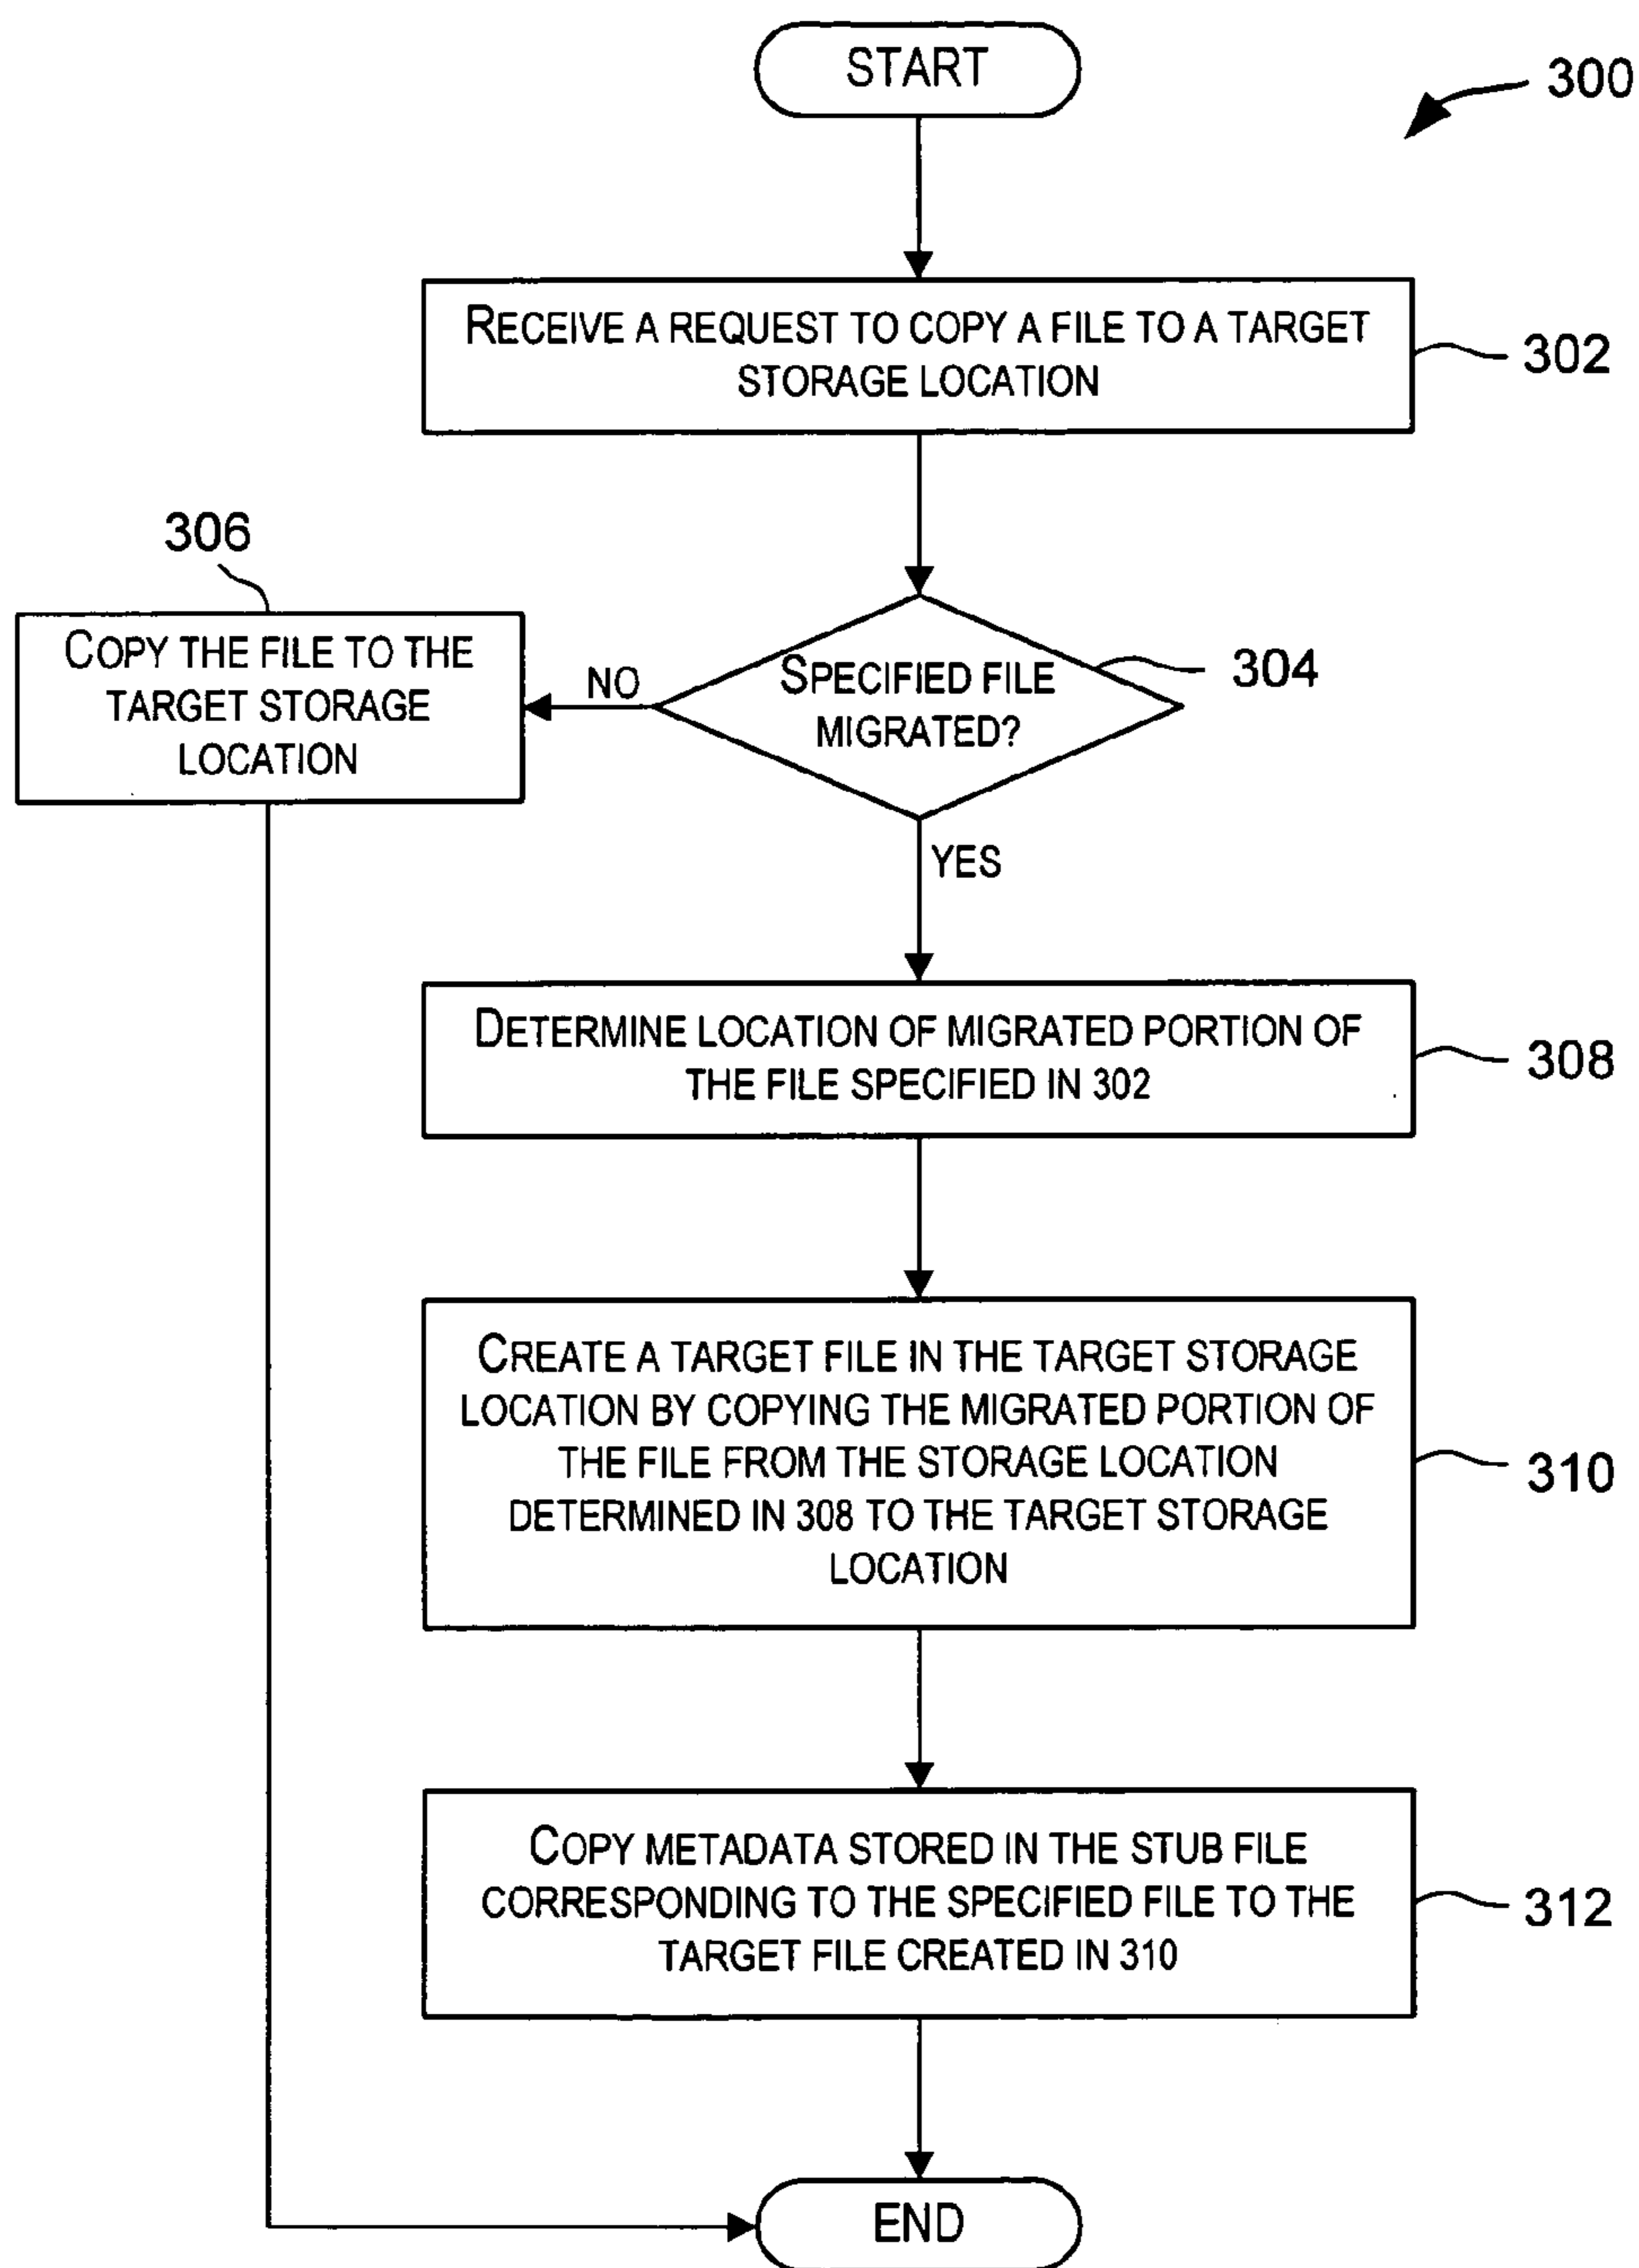 START
300
RECEIVE A REQUEST TO COPY A FILE TO A TARGET
STORAGE LOCATION
302
306
COPY THE FILE TO THE
TARGET STORAGE
LOCATION
NO
SPECIFIED FILE
MIGRATED?
304
YES
DETERMINE LOCATION OF MIGRATED PORTION OF
THE FILE SPECIFIED IN 302
308
CREATE A TARGET FILE IN THE TARGET STORAGE
LOCATION BY COPYING THE MIGRATED PORTION OF
THE FILE FROM THE STORAGE LOCATION
DETERMINED IN 308 TO THE TARGET STORAGE
LOCATION
310
COPY METADATA STORED IN THE STUB FILE
CORRESPONDING TO THE SPECIFIED FILE TO THE
TARGET FILE CREATED IN 310
312
END